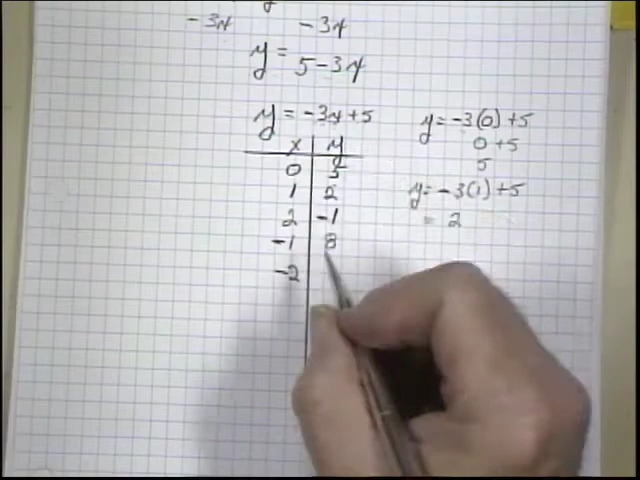 -3x -3x
y = 5-3x
y = -3x+5
x y
0 5
1 2
2 -1
-1 8
-2
y=-3(0)+5
0+5
5
y=-3(1)+5
= 2